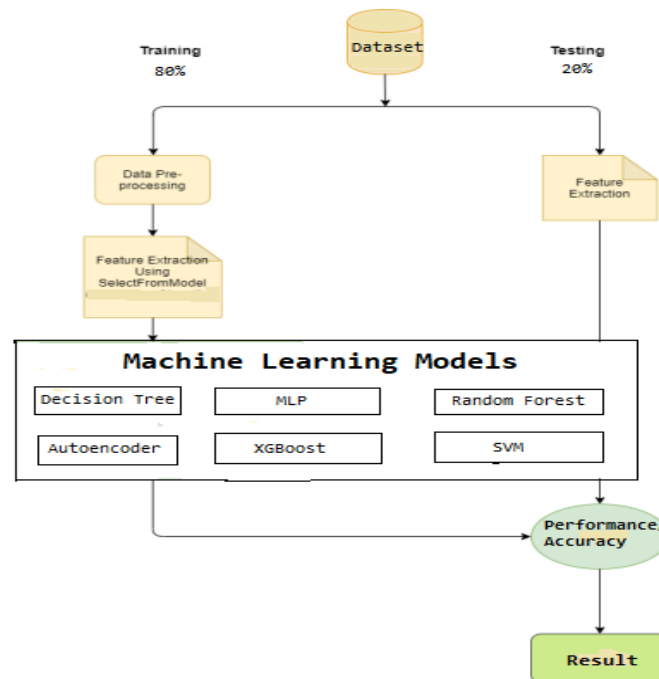 Dataset
Training
80%
Testing
20%
Data Pre-
processing
Feature
Extraction
Feature Extraction
Using
SelectFromModel
Machine Learning Models
Decision Tree
MLP
Random Forest
Autoencoder
XGBoost
SVM
Performance,
Accuracy
Result